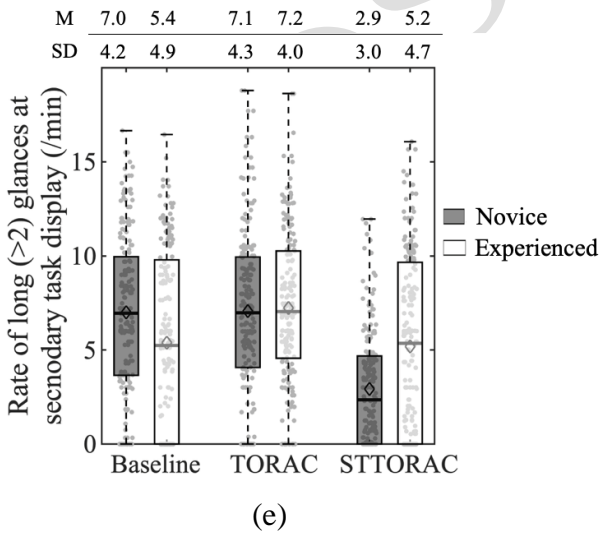 M 7.0 5.4 7.1 7.2 2.9 5.2
SD 4.2 4.9 4.3 4.0 3.0 4.7
Rate of long (>2) glances at
secnodary task display (/min)
15
10
5
0
Novice
Experienced
Baseline TORAC STTORAC
(e)